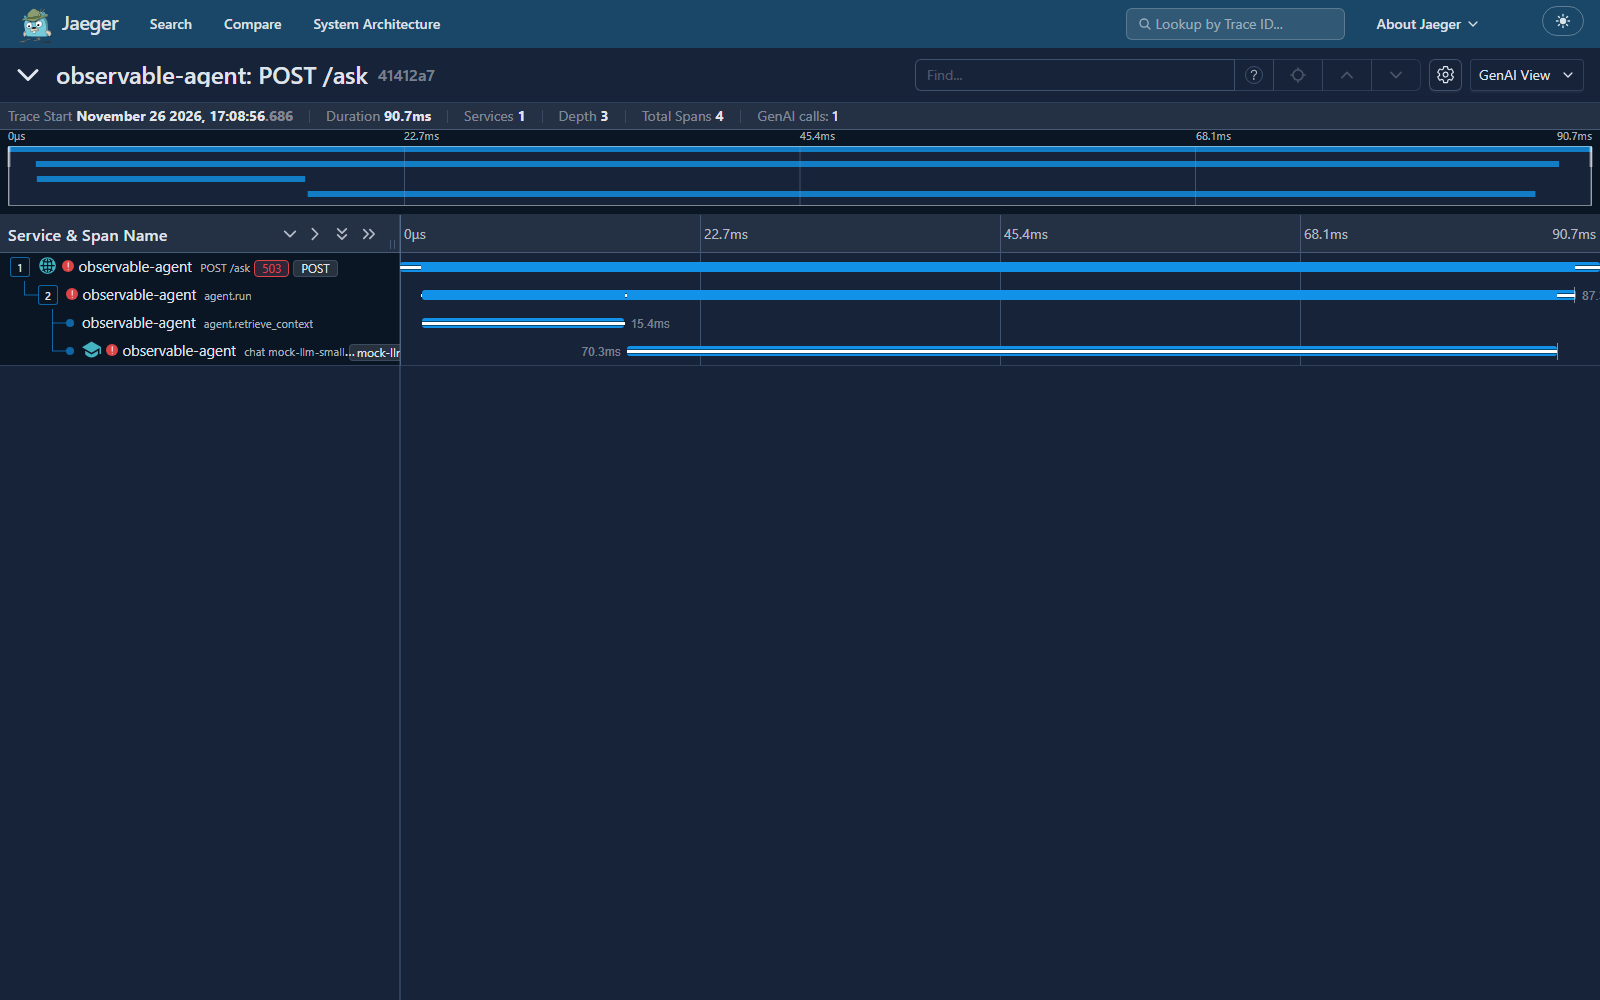 Jaeger Search Compare System Architecture Lookup by Trace ID... About Jaeger
observable-agent: POST /ask 41412a7 Find... ? GenAI View
Trace Start November 26 2026, 17:08:56.686 Duration 90.7ms Services 1 Depth 3 Total Spans 4 GenAI calls: 1
0μs 22.7ms 45.4ms 68.1ms 90.7ms
Service & Span Name 0μs 22.7ms 45.4ms 68.1ms 90.7ms
1 observable-agent POST /ask 503 POST
2 observable-agent agent.run 87.
observable-agent agent.retrieve_context 15.4ms
observable-agent chat mock-llm-small... mock-llm 70.3ms